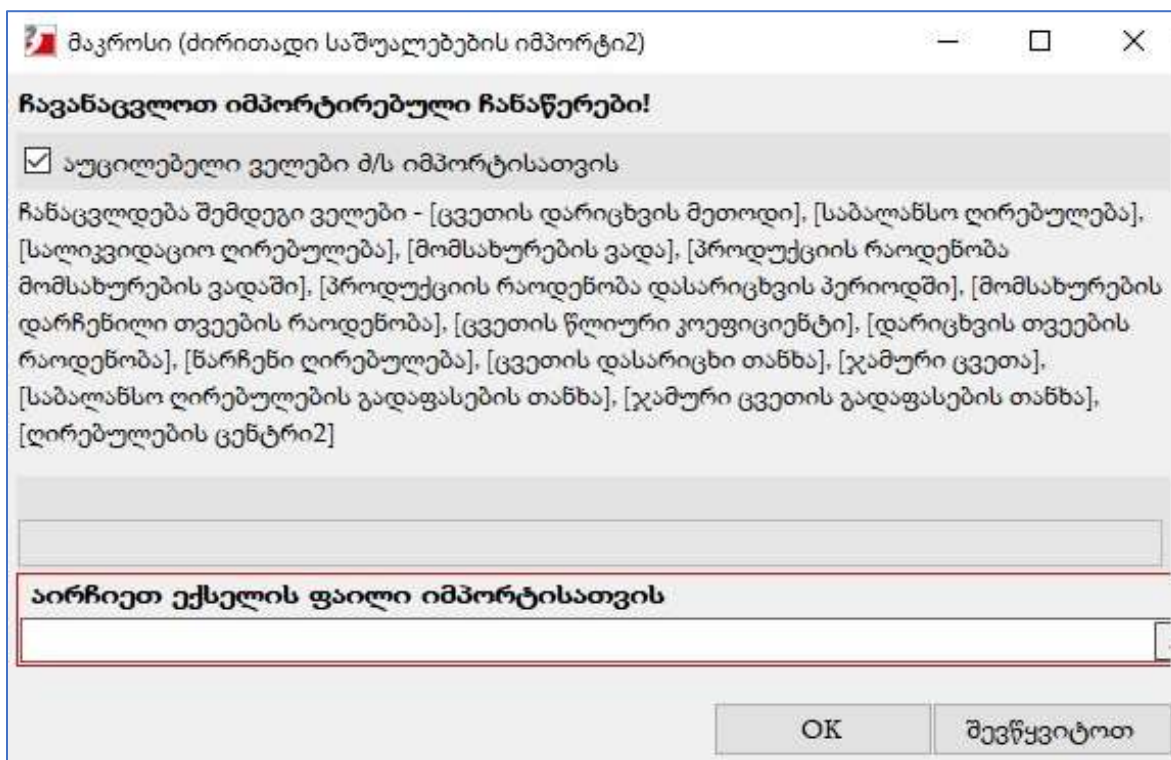 მაკროსი (ძირითადი საშუალებების იმპორტი2)
ჩავანაცვლოთ იმპორტირებული ჩანაწერები!
აუცილებელი ველები ძ/ს იმპორტისათვის
ჩანაცვლდება შემდეგი ველები - [ცვეთის დარიცხვის მეთოდი], [საბალანსო ღირებულება],
[სალიკვიდაციო ღირებულება], [მომსახურების ვადა], [პროდუქციის რაოდენობა
მომსახურების ვადაში], [პროდუქციის რაოდენობა დასარიცხვის პერიოდში], [მომსახურების
დარჩენილი თვეების რაოდენობა], [ცვეთის წლიური კოეფიციენტი], [დარიცხვის თვეების
რაოდენობა], [ნარჩენი ღირებულება], [ცვეთის დასარიცხი თანხა], [ჯამური ცვეთა],
[საბალანსო ღირებულების გადაფასების თანხა], [ჯამური ცვეთის გადაფასების თანხა],
[ღირებულების ცენტრი2]
აირჩიეთ ექსელის ფაილი იმპორტისათვის
OK შევწყვიტოთ